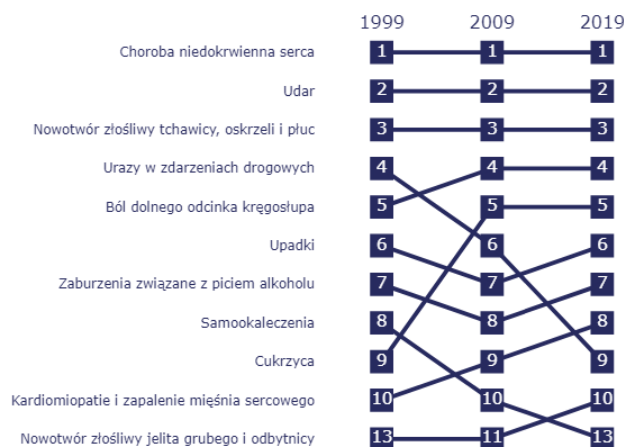 1999 2009 2019
Choroba niedokrwienna serca 1 1 1
Udar 2 2 2
Nowotwór złośliwy tchawicy, oskrzeli i płuc 3 3 3
Urazy w zdarzeniach drogowych 4 4 4
Ból dolnego odcinka kręgosłupa 5 5 5
Upadki 6 6 6
Zaburzenia związane z piciem alkoholu 7 7 7
Samookaleczenia 8 8 8
Cukrzyca 9 9 9
Kardiomiopatie i zapalenie mięśnia sercowego 10 10 10
Nowotwór złośliwy jelita grubego i odbytnicy 13 11 13